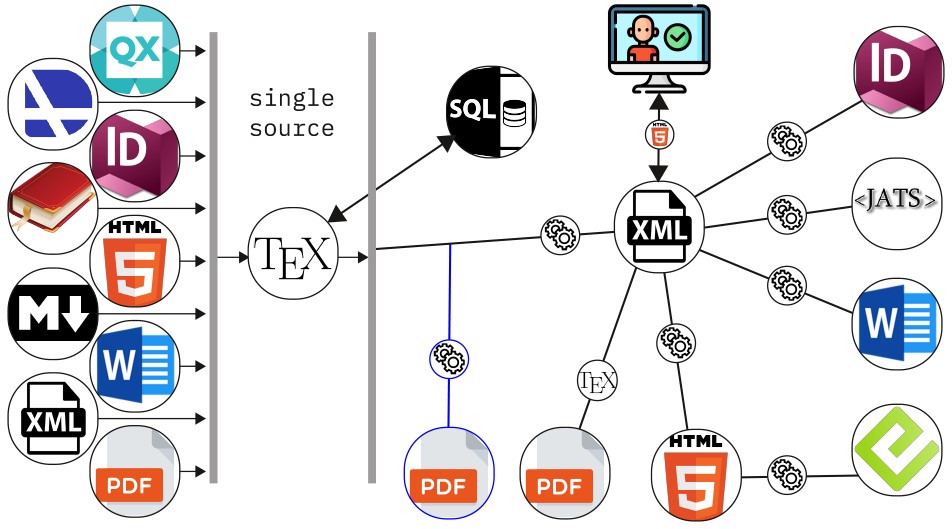 QX
single
source
ID
HTML
5
M
W
XML
PDF
TEX
SQL
HTML
5
XML
ID
<JATS>
W
TEX
PDF
PDF
HTML
5